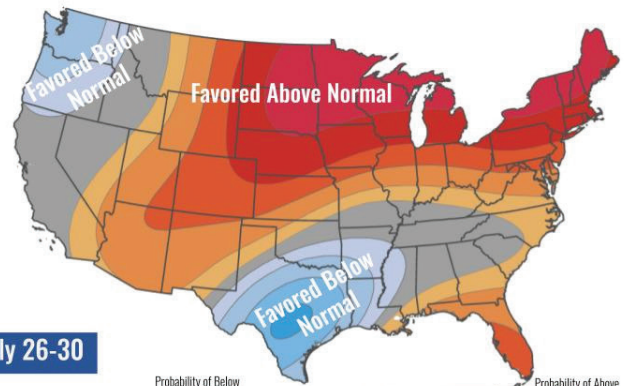 Favored Below
Normal
Favored Above Normal
Favored Below
Normal
ly 26-30
Probability of Below
Probability of Above